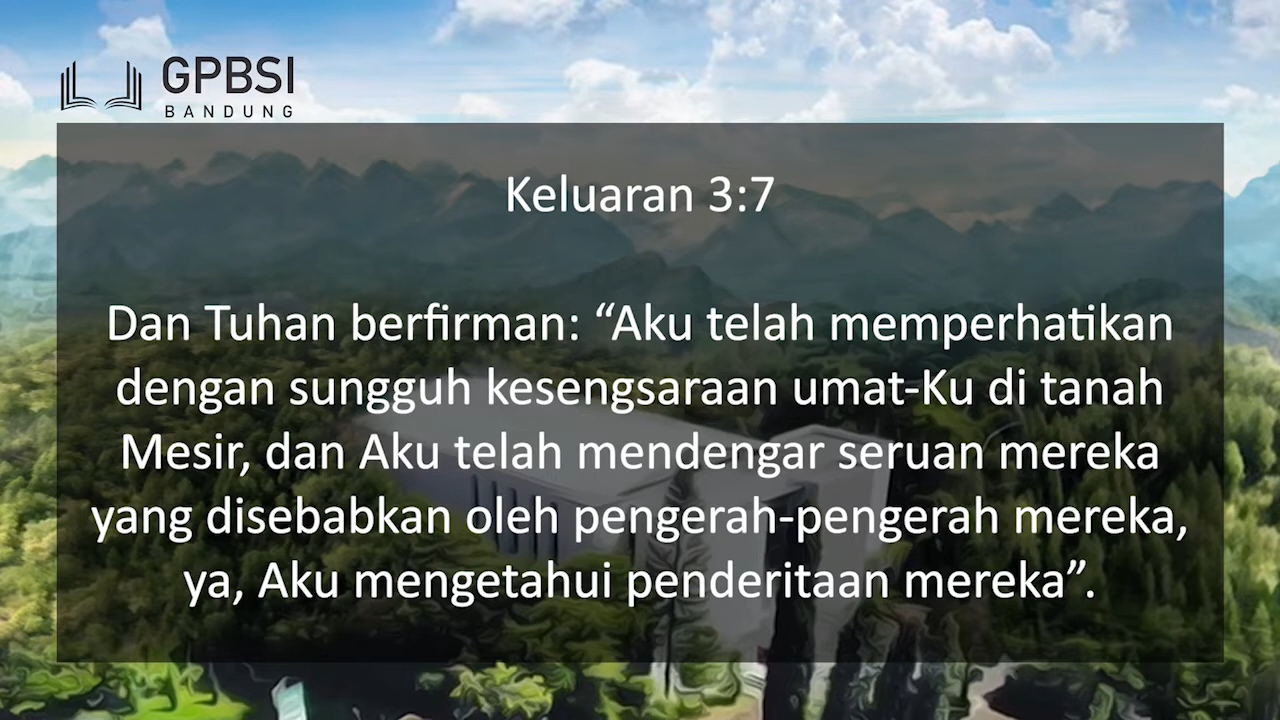 GPBSI
BANDUNG
Keluaran 3:7
Dan Tuhan berfirman: “Aku telah memperhatikan
dengan sungguh kesengsaraan umat-Ku di tanah
Mesir, dan Aku telah mendengar seruan mereka
yang disebabkan oleh pengerah-pengerah mereka,
ya, Aku mengetahui penderitaan mereka”.